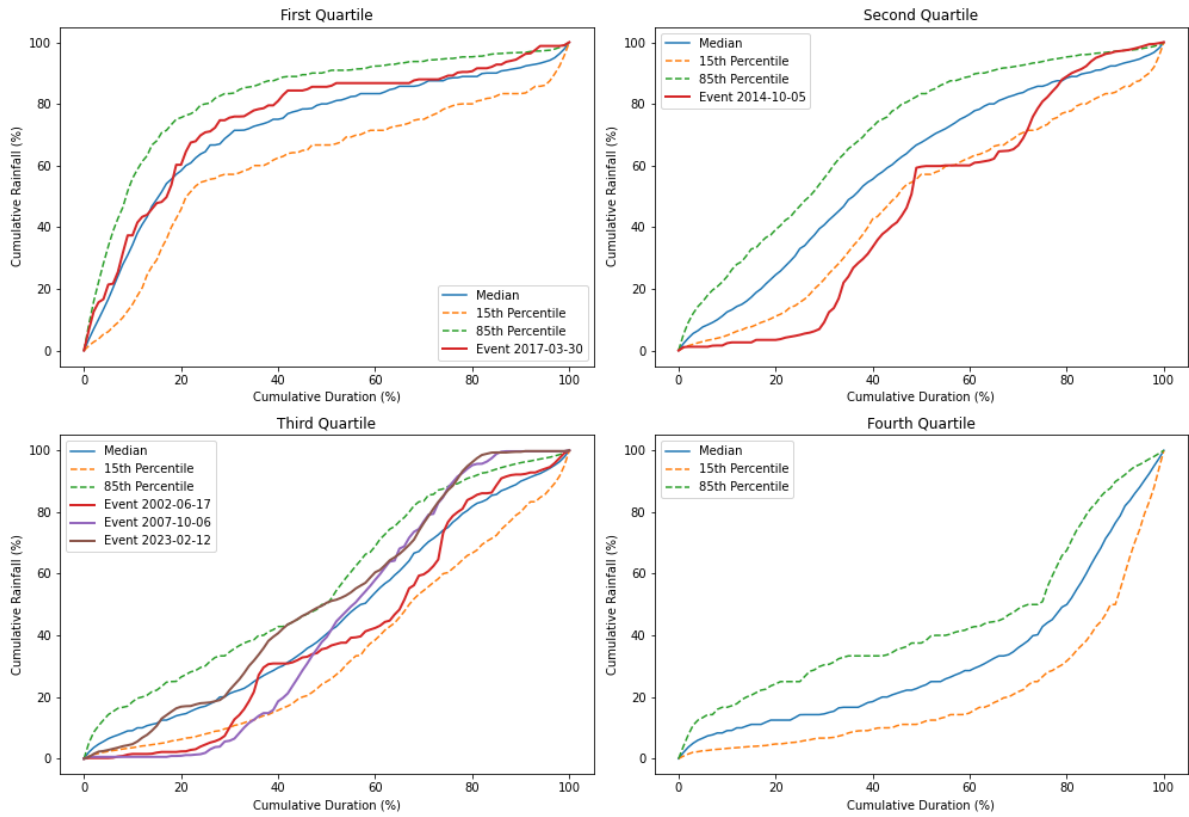 First Quartile
Cumulative Rainfall (%)
100
80
60
40
20
0
Median
15th Percentile
85th Percentile
Event 2017-03-30
0 20 40 60 80 100
Cumulative Duration (%)
Second Quartile
Cumulative Rainfall (%)
100
80
60
40
20
0
Median
15th Percentile
85th Percentile
Event 2014-10-05
0 20 40 60 80 100
Cumulative Duration (%)
Third Quartile
Cumulative Rainfall (%)
100
80
60
40
20
0
Median
15th Percentile
85th Percentile
Event 2002-06-17
Event 2007-10-06
Event 2023-02-12
0 20 40 60 80 100
Cumulative Duration (%)
Fourth Quartile
Cumulative Rainfall (%)
100
80
60
40
20
0
Median
15th Percentile
85th Percentile
0 20 40 60 80 100
Cumulative Duration (%)